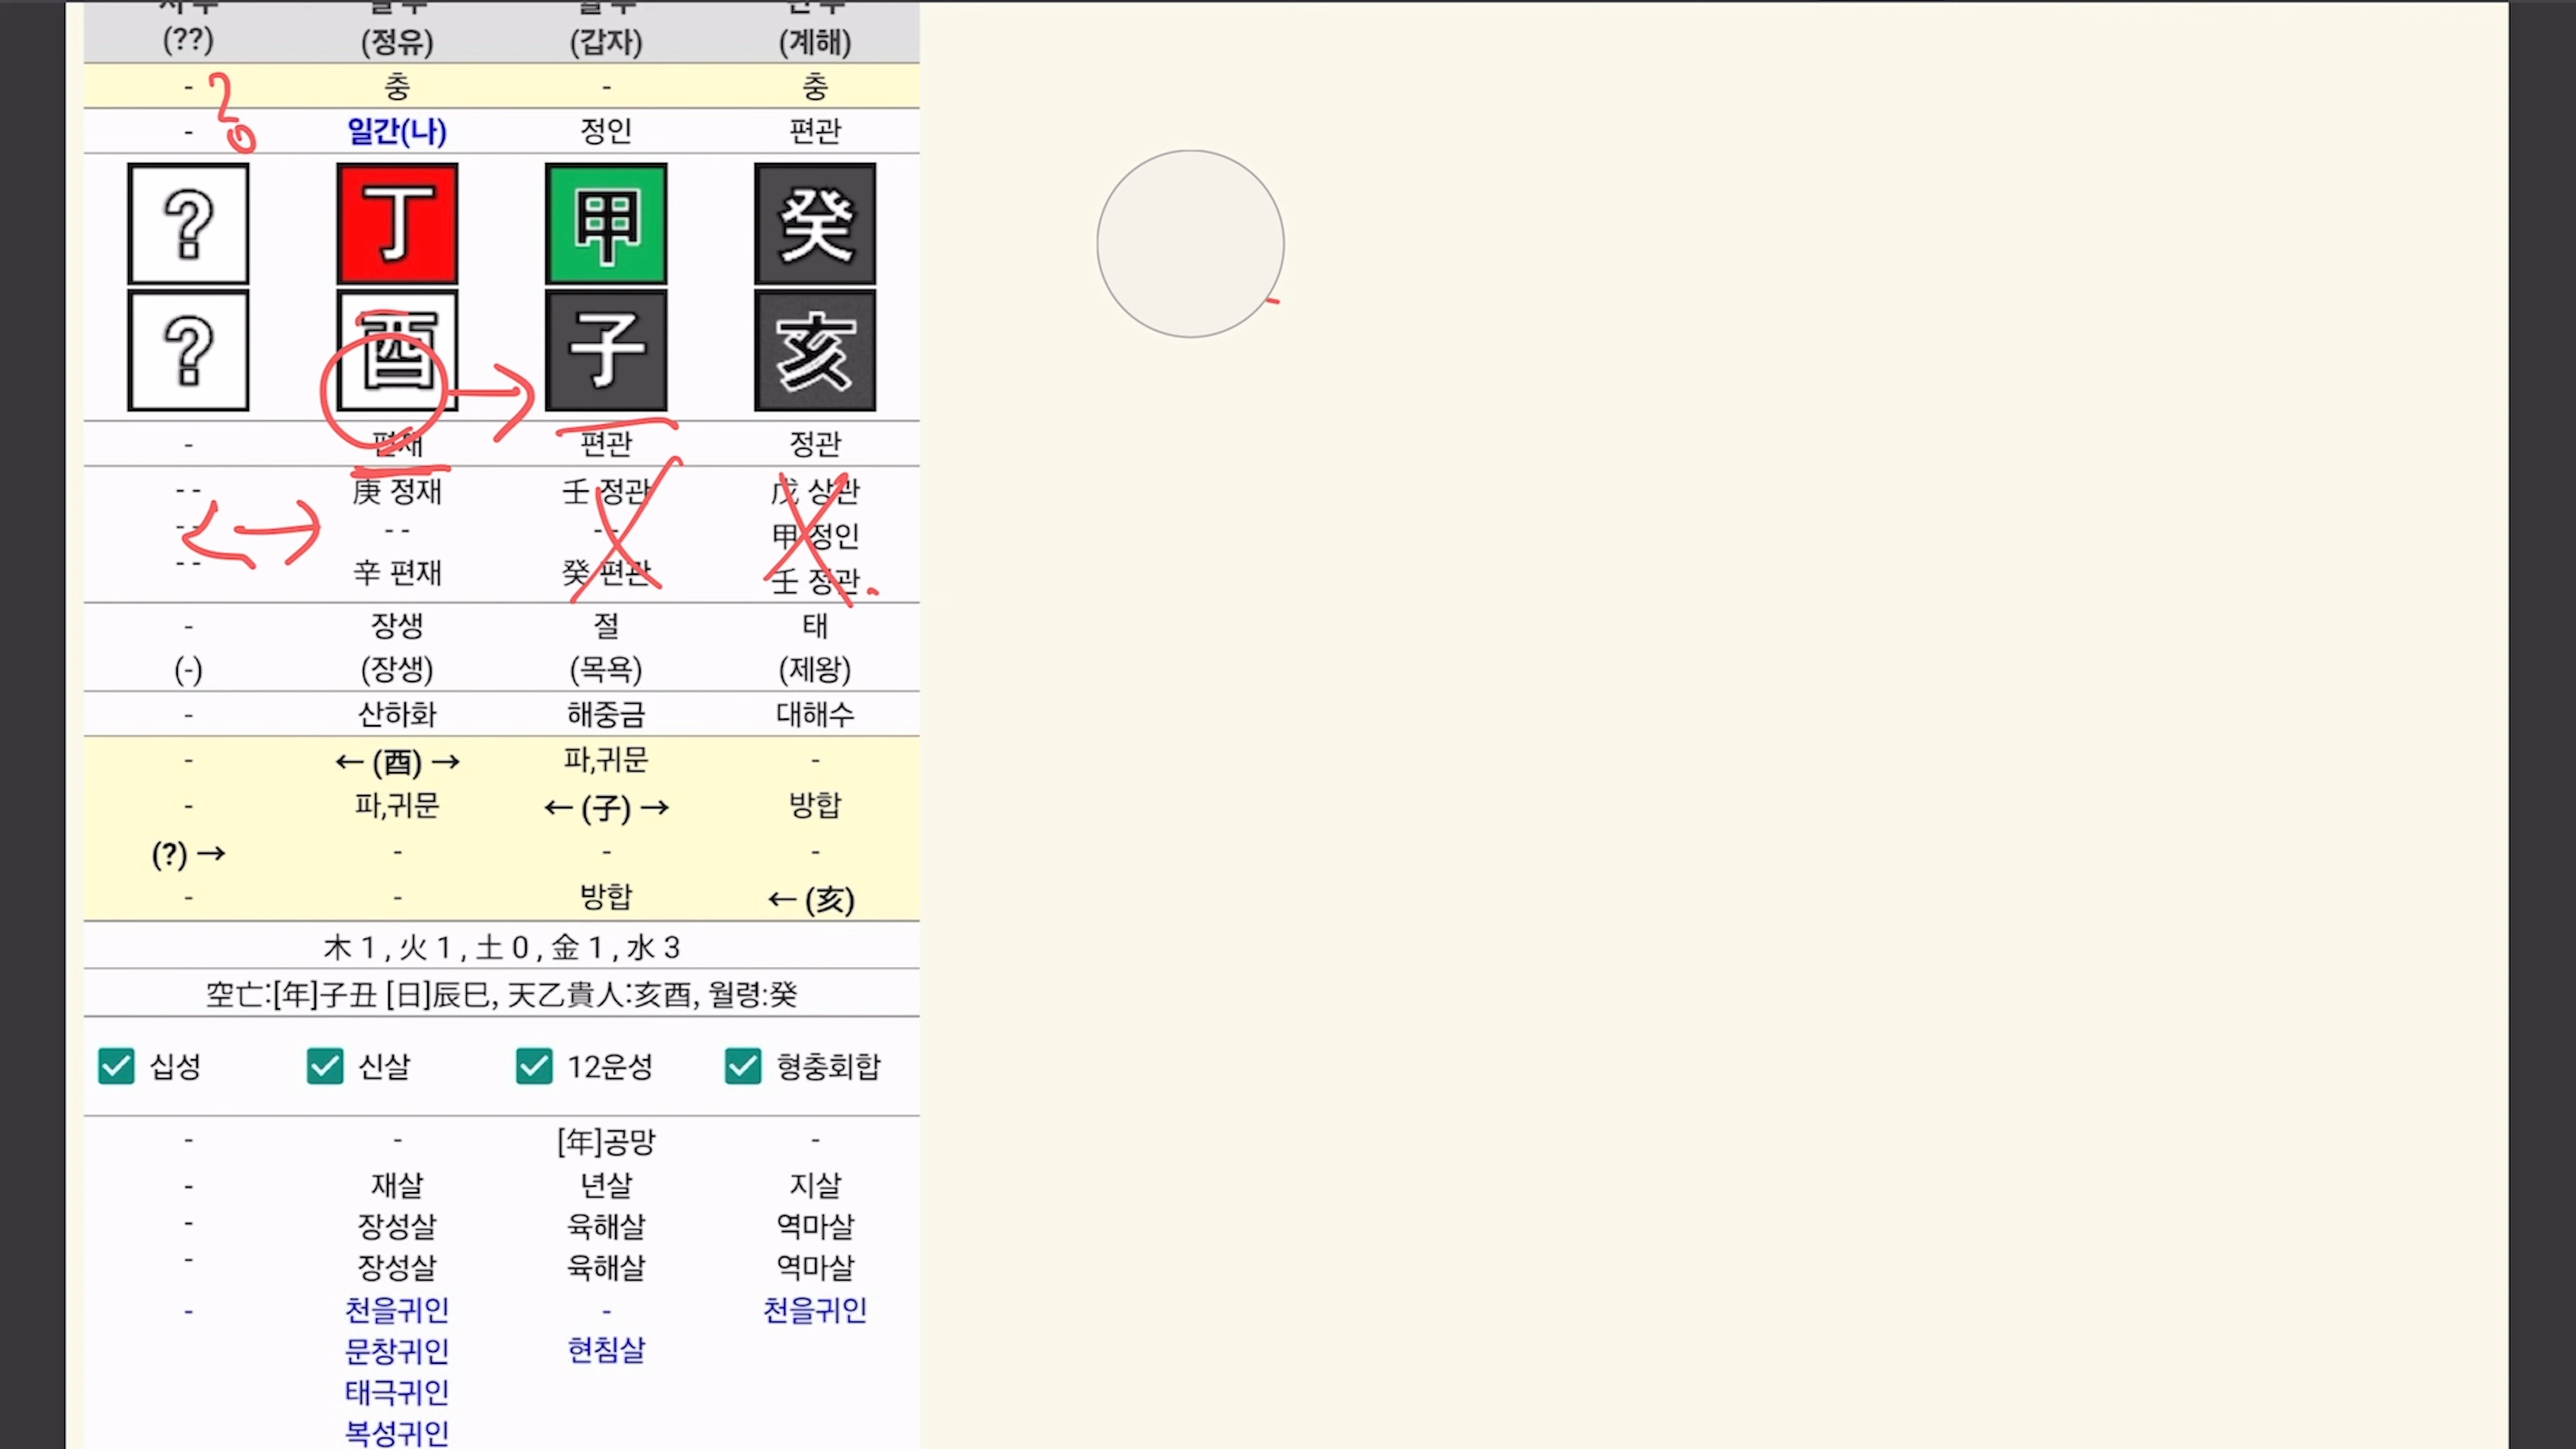 (??) (정유) (갑자) (계해)
- 충 - 충
- 일간(나) 정인 편관
? 丁 甲 癸
? 酉 子 亥
- 편재 편관 정관
-- 庚 정재 壬 정관 戊 상관
-- -- -- 甲 정인
-- 辛 편재 癸 편관 壬 정관
- 장생 절 태
(-) (장생) (목욕) (제왕)
- 산하화 해중금 대해수
- ← (酉) → 파,귀문 -
- 파,귀문 ← (子) → 방합
(?) → - - -
- - 방합 ← (亥)
木 1 , 火 1 , 土 0 , 金 1 , 水 3
空亡:[年]子丑 [日]辰巳, 天乙貴人:亥酉, 월령:癸
십성 신살 12운성 형충회합
- - [年]공망 -
- 재살 년살 지살
- 장성살 육해살 역마살
- 장성살 육해살 역마살
- 천을귀인 - 천을귀인
문창귀인 현침살
태극귀인
복성귀인